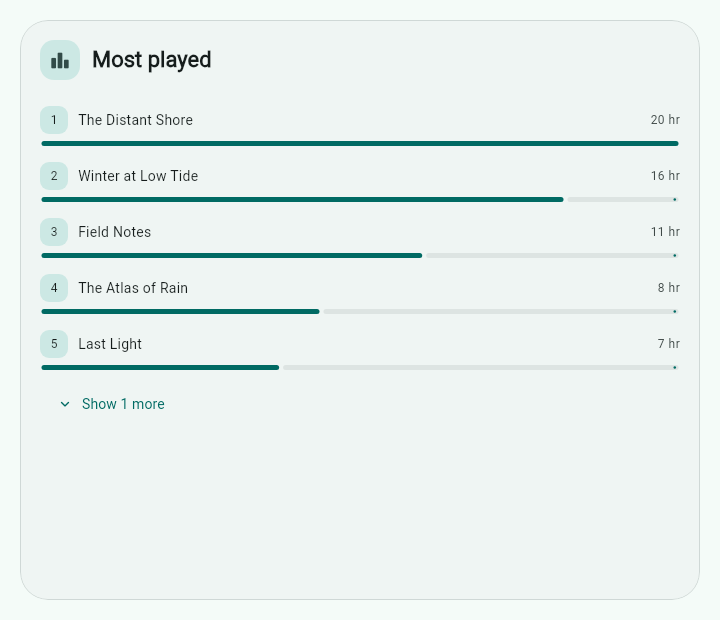 Most played
1 The Distant Shore 20 hr
2 Winter at Low Tide 16 hr
3 Field Notes 11 hr
4 The Atlas of Rain 8 hr
5 Last Light 7 hr
Show 1 more